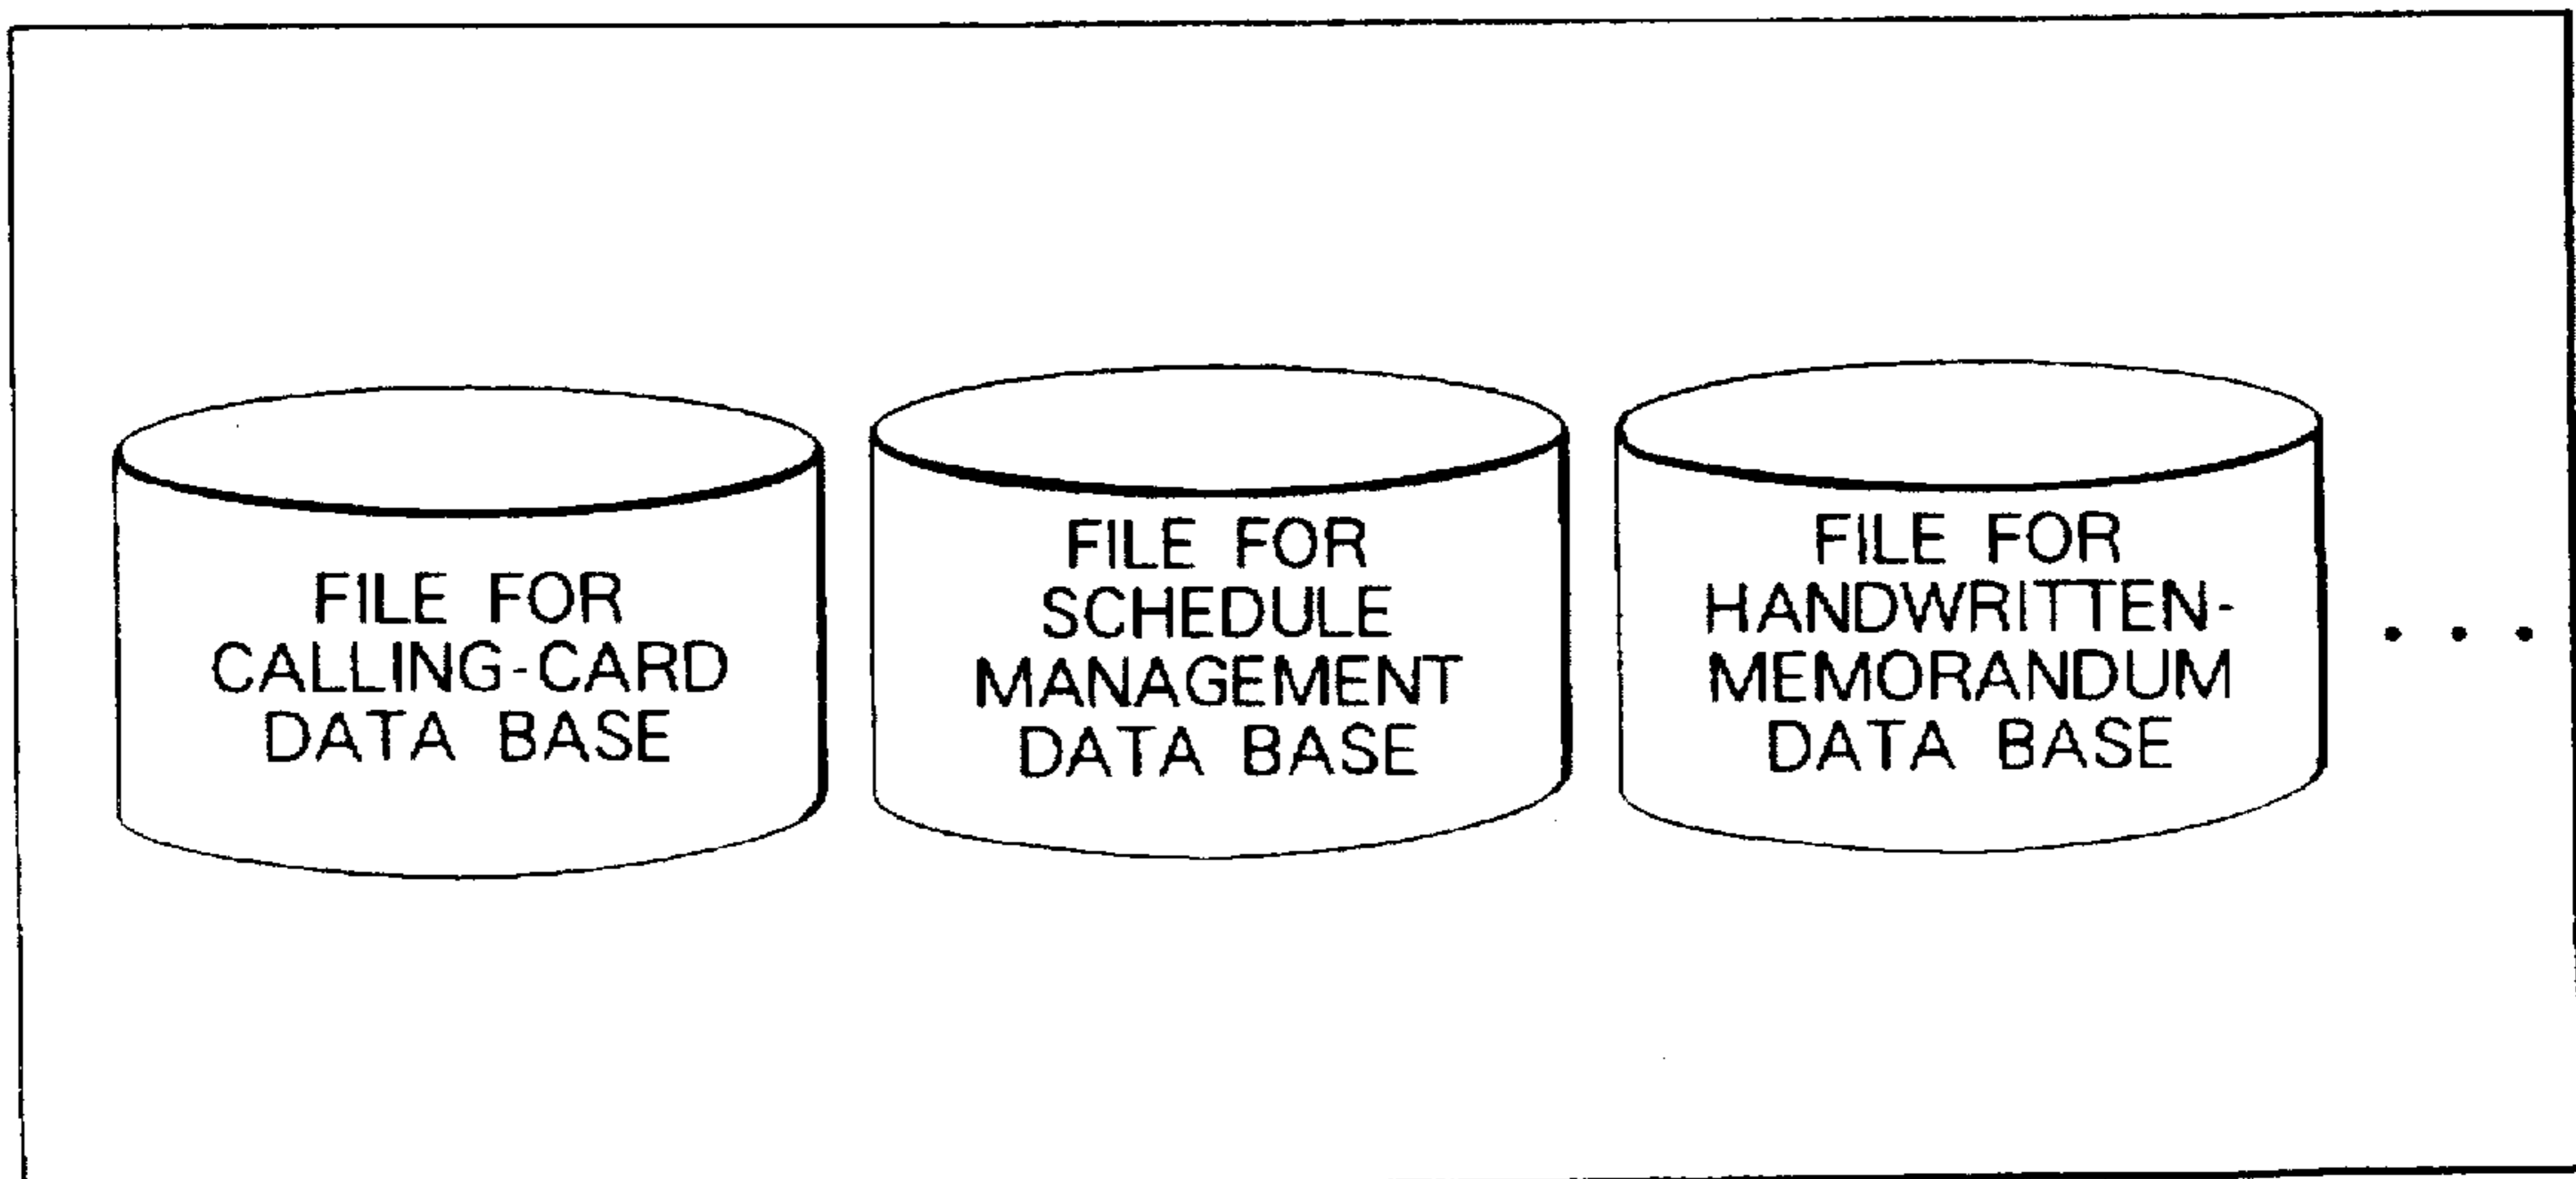 FILE FOR
CALLING-CARD
DATA BASE
FILE FOR
SCHEDULE
MANAGEMENT
DATA BASE
FILE FOR
HANDWRITTEN-
MEMORANDUM
DATA BASE
. . .